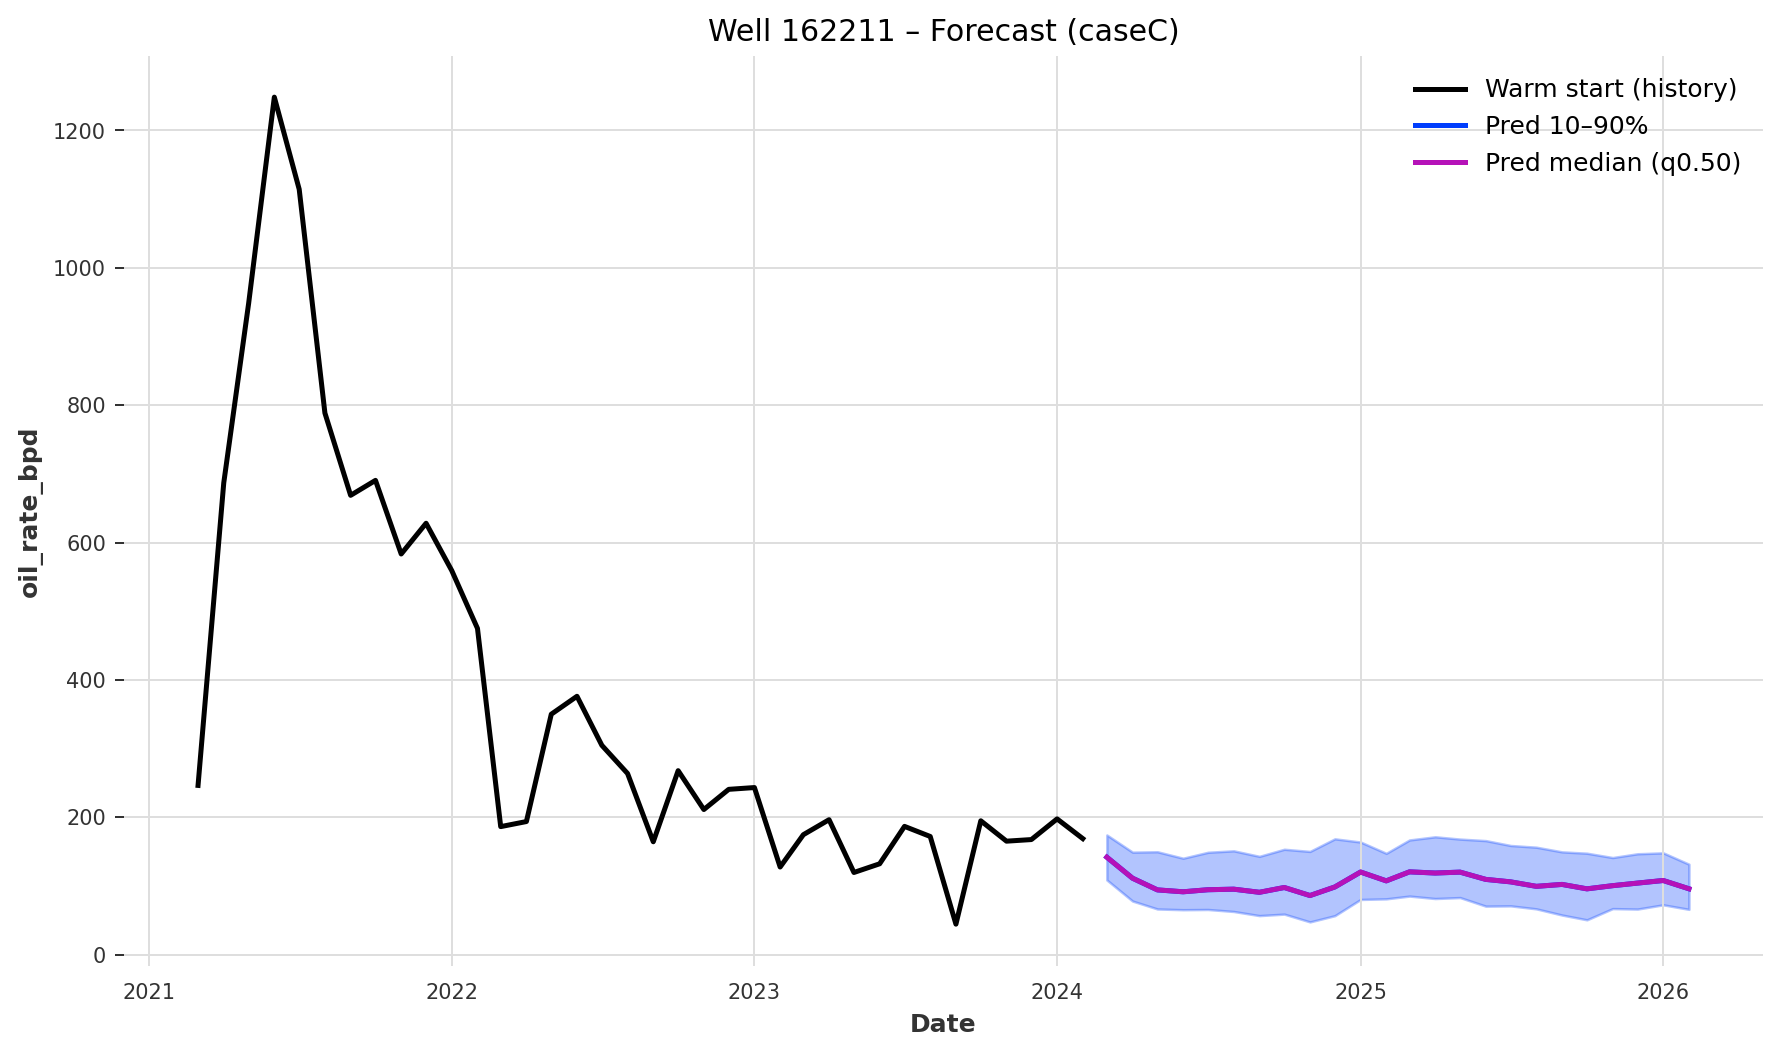 Well 162211 – Forecast (caseC)
Warm start (history)
Pred 10–90%
Pred median (q0.50)
oil_rate_bpd
1200
1000
800
600
400
200
0
2021 2022 2023 2024 2025 2026
Date